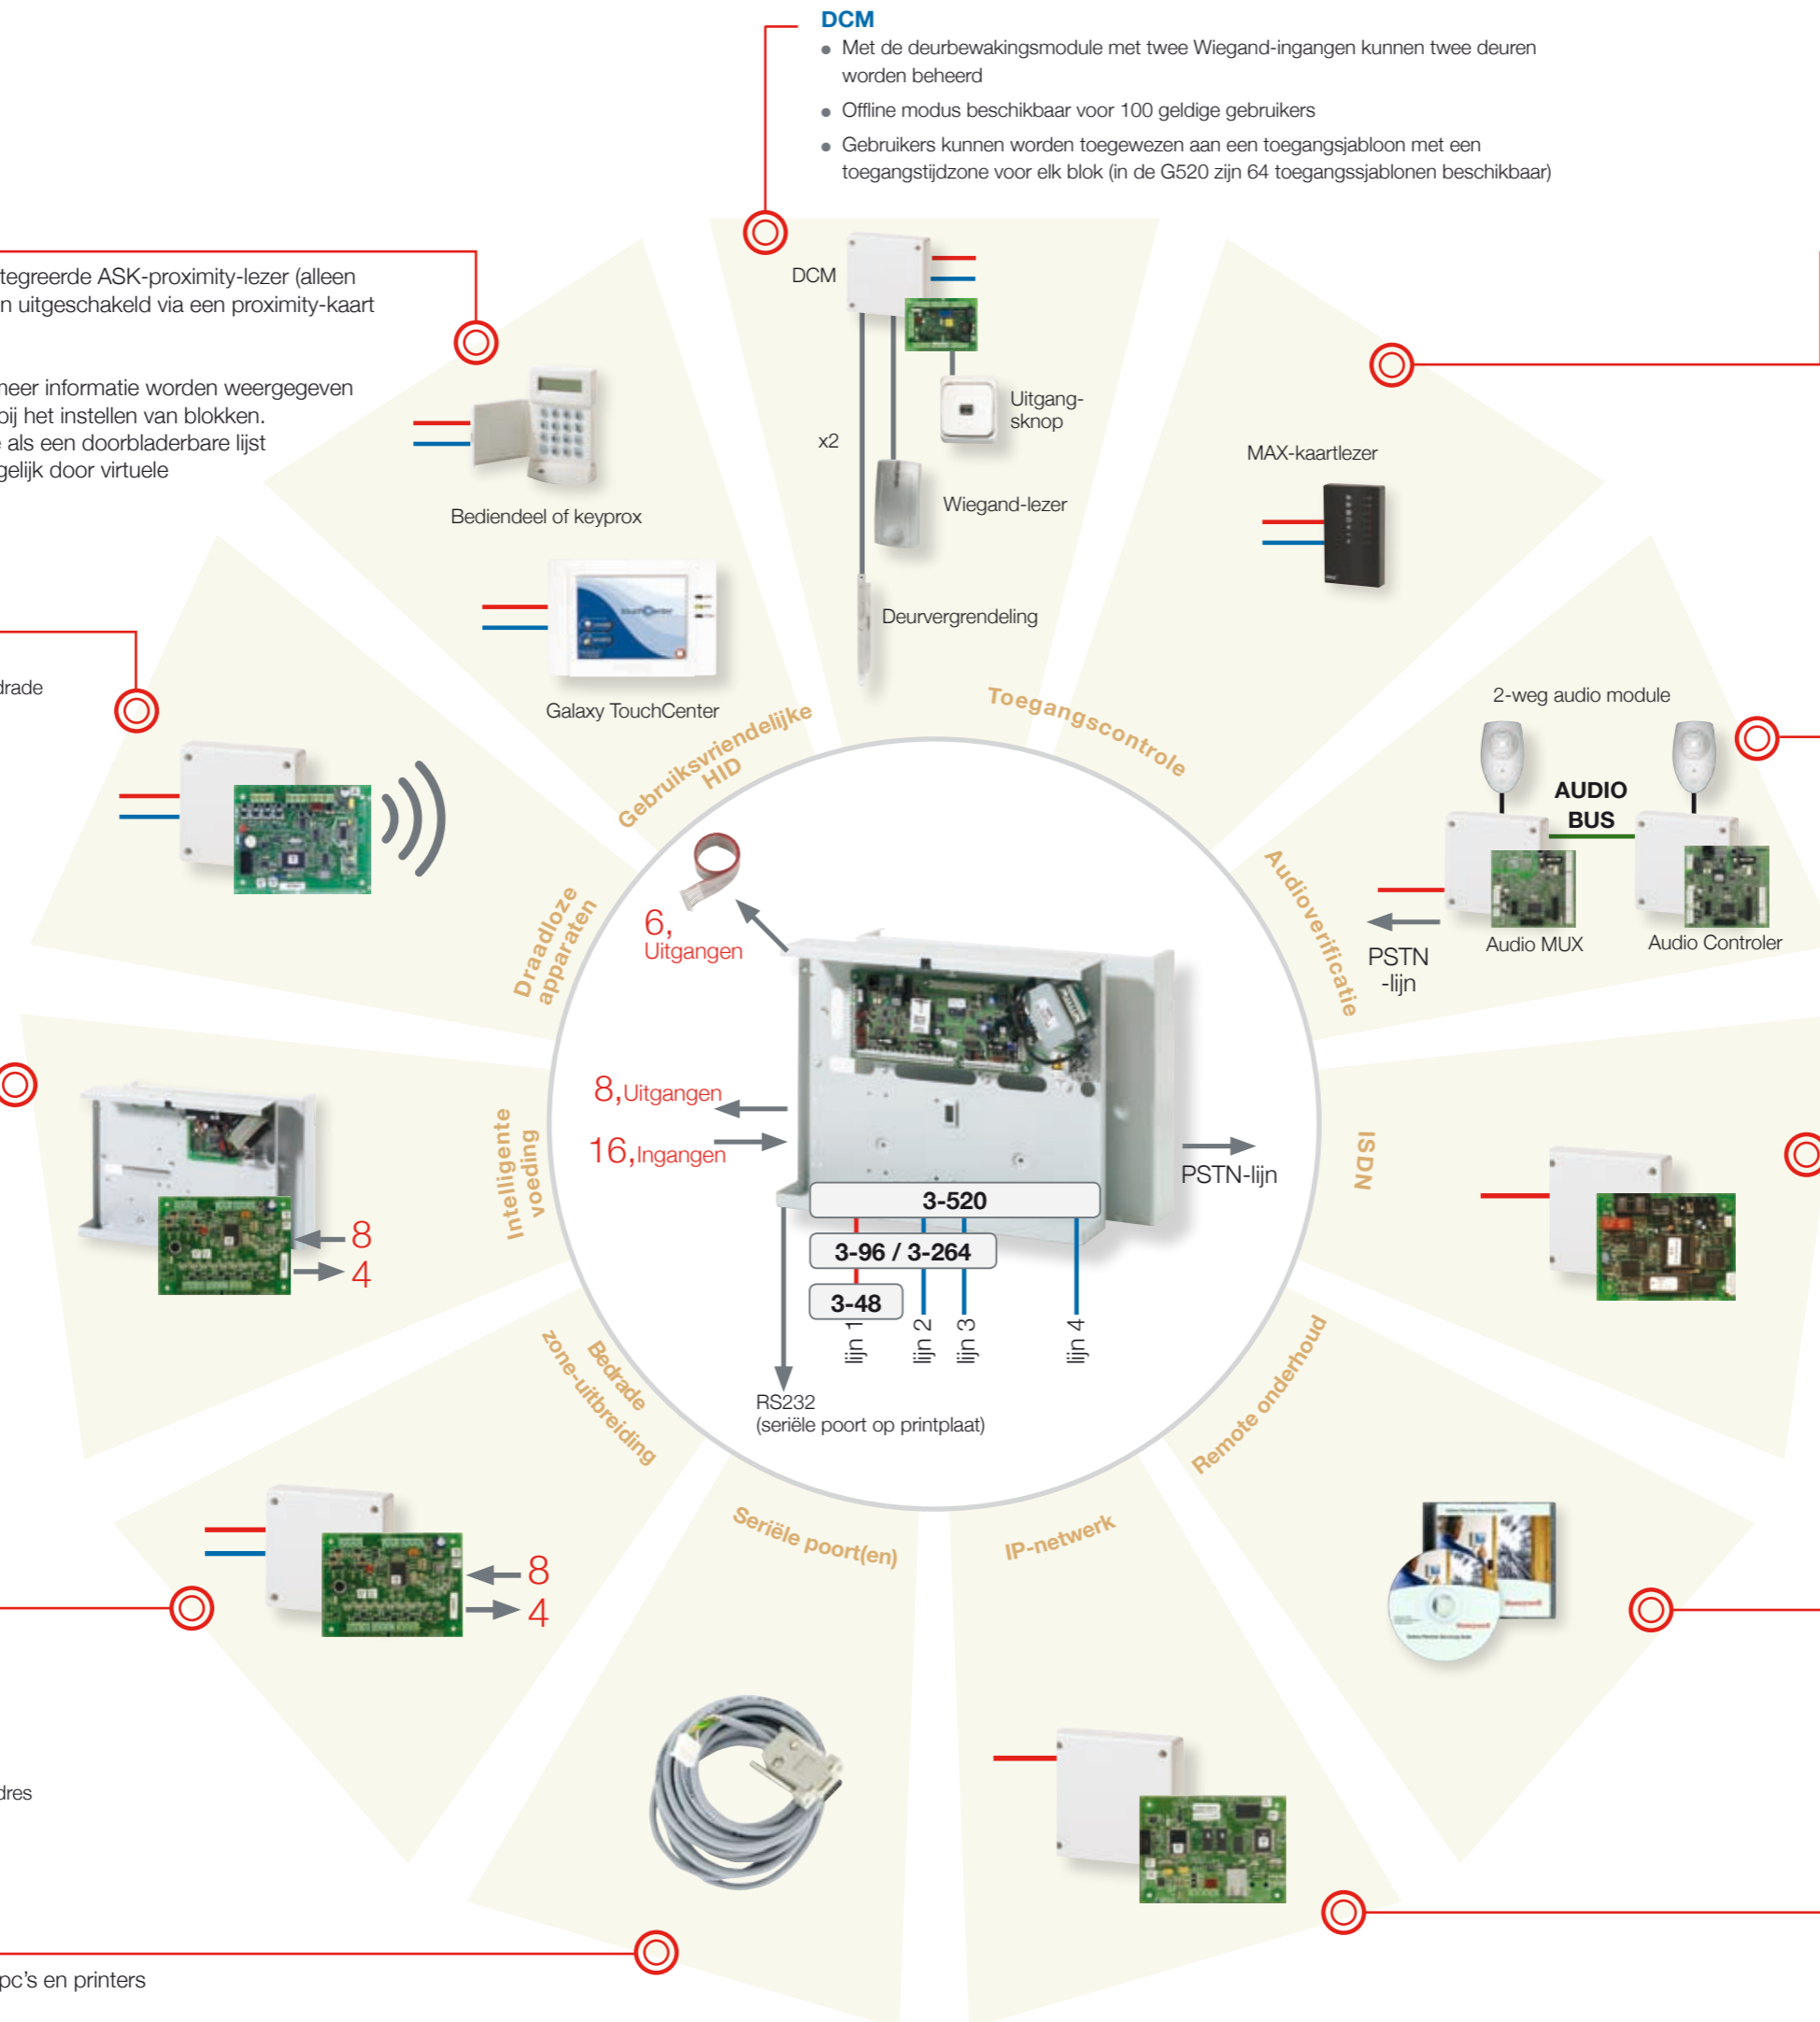 DCM
Met de deurbewakingsmodule met twee Wiegand-ingangen kunnen twee deuren
worden beheerd
Offline modus beschikbaar voor 100 geldige gebruikers
Gebruikers kunnen worden toegewezen aan een toegangsjabloon met een
toegangstijdzone voor elk blok (in de G520 zijn 64 toegangssjablonen beschikbaar)
tegreerde ASK-proximity-lezer (alleen
n uitgeschakeld via een proximity-kaart
meer informatie worden weergegeven
bij het instellen van blokken.
e als een doorbladerbare lijst
gelijk door virtuele
drade
dres
pc's en printers
DCM
Uitgang-
sknop
x2
Wiegand-lezer
Deurvergrendeling
MAX-kaartlezer
Bediendeel of keyprox
Galaxy TouchCenter
2-weg audio module
AUDIO
BUS
Audio MUX
Audio Controler
PSTN
-lijn
Gebruiksvriendelijke
HID
Toegangscontrole
Audioverificatie
ISDN
Remote onderhoud
IP-netwerk
Seriële poort(en)
Bedrade
zone-uitbreiding
Intelligente
voeding
Draadloze
apparaten
6,
Uitgangen
8,Uitgangen
16,Ingangen
PSTN-lijn
3-520
3-96 / 3-264
3-48
lijn 1
lijn 2
lijn 3
lijn 4
RS232
(seriële poort op printplaat)
8
4
8
4
touchCenter
Honeywell
Honeywell